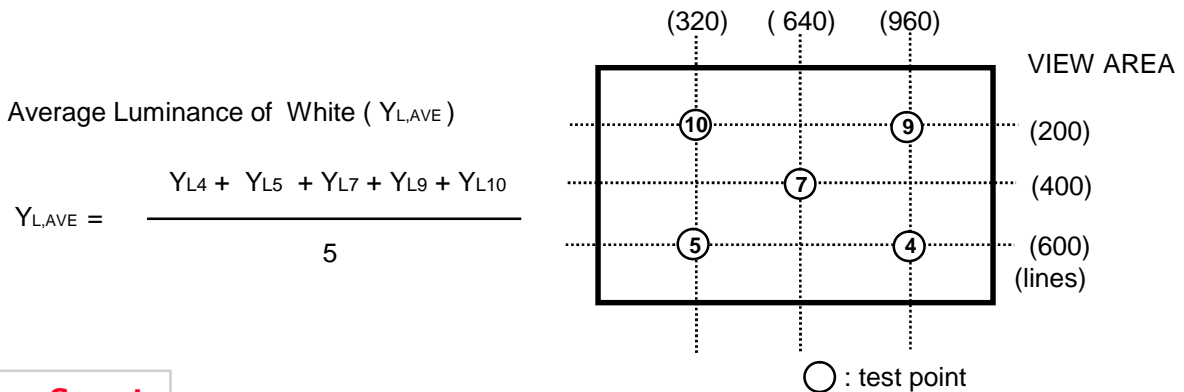 (320) ( 640) (960)
VIEW AREA
Average Luminance of White ( YL,AVE )
10 9 (200)
YL4 + YL5 + YL7 + YL9 + YL10
YL,AVE =
5
7 (400)
5 4 (600)
(lines)
: test point